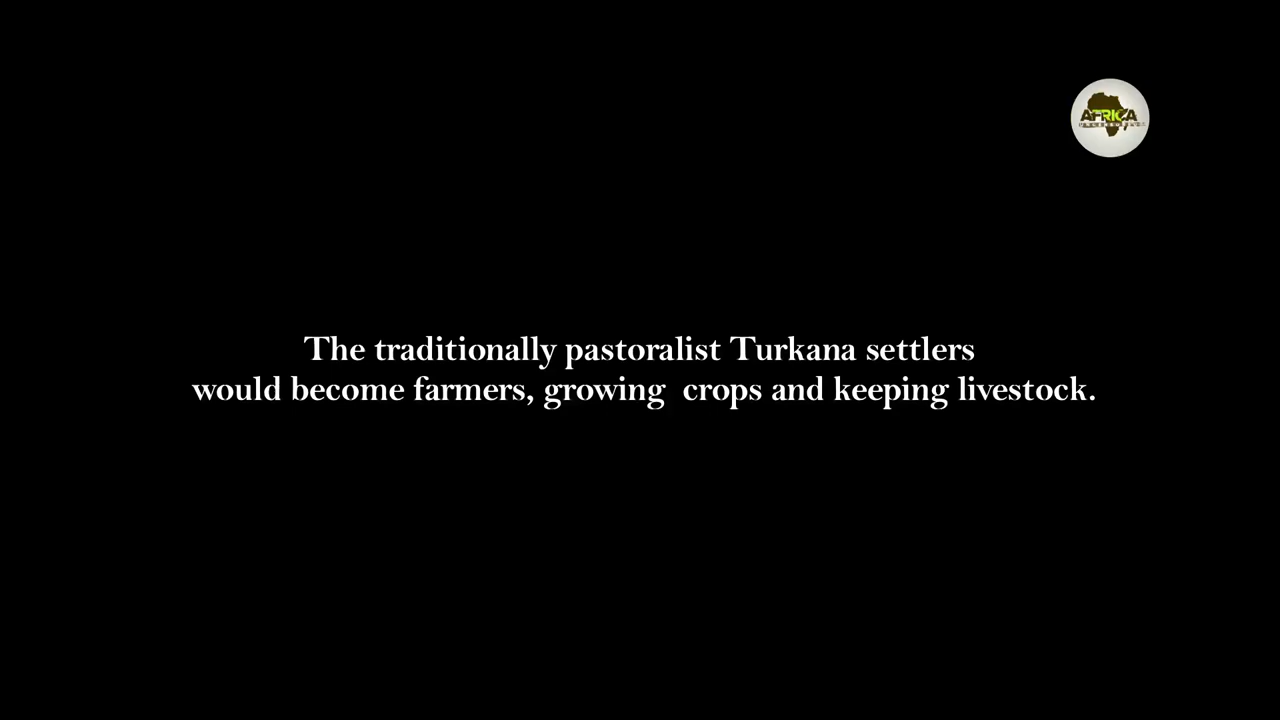 AFRICA
The traditionally pastoralist Turkana settlers
would become farmers, growing  crops and keeping livestock.